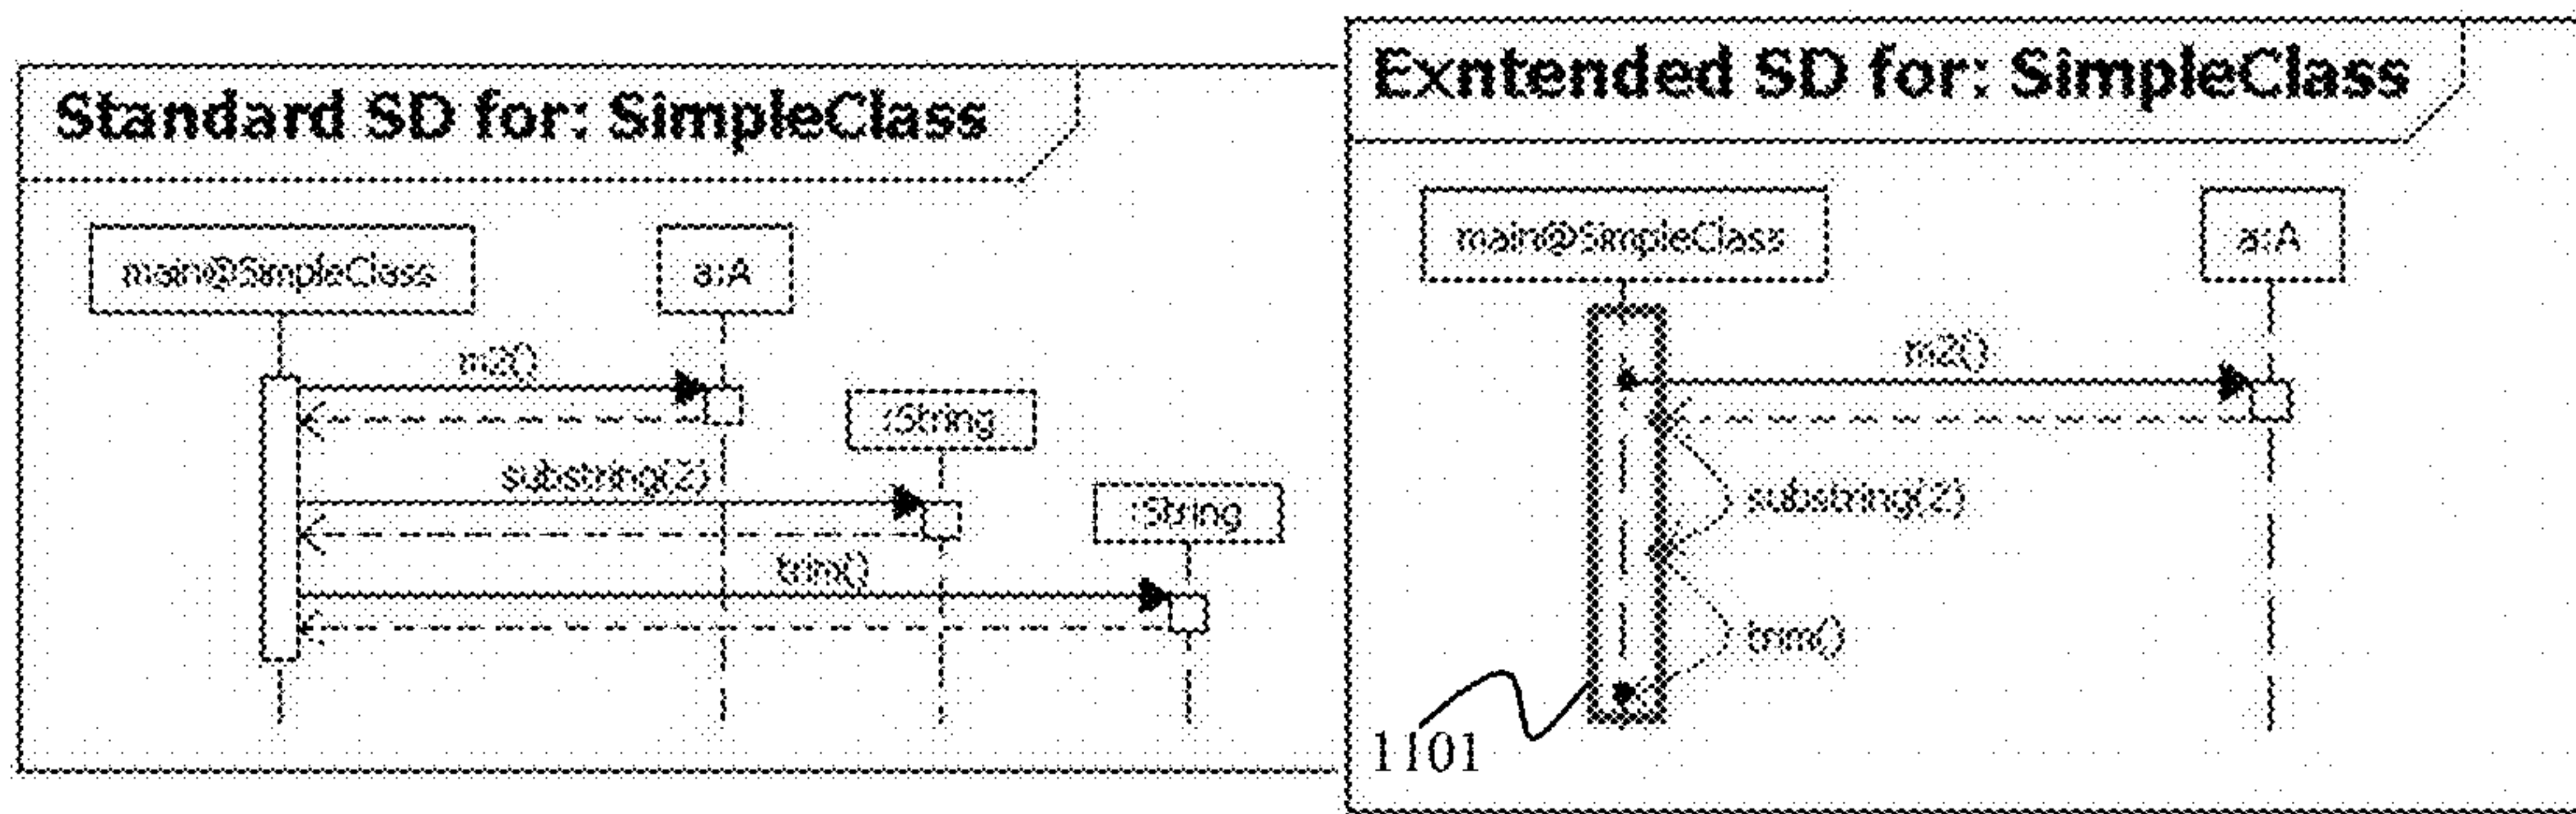 Standard SD for: SimpleClass
main@SimpleClass
a:A
m2()
:String
substring(2)
:String
trim()
Exntended SD for: SimpleClass
main@SimpleClass
a:A
m2()
substring(2)
trim()
1101